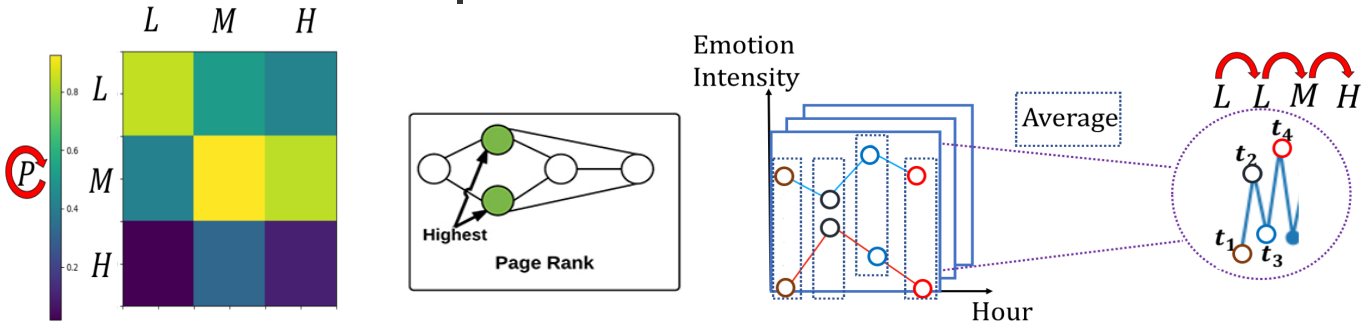 L M H
L
M
H
P
0.8
0.6
0.4
0.2
Highest
Page Rank
Emotion
Intensity
Hour
Average
L L M H
t1
t2
t3
t4